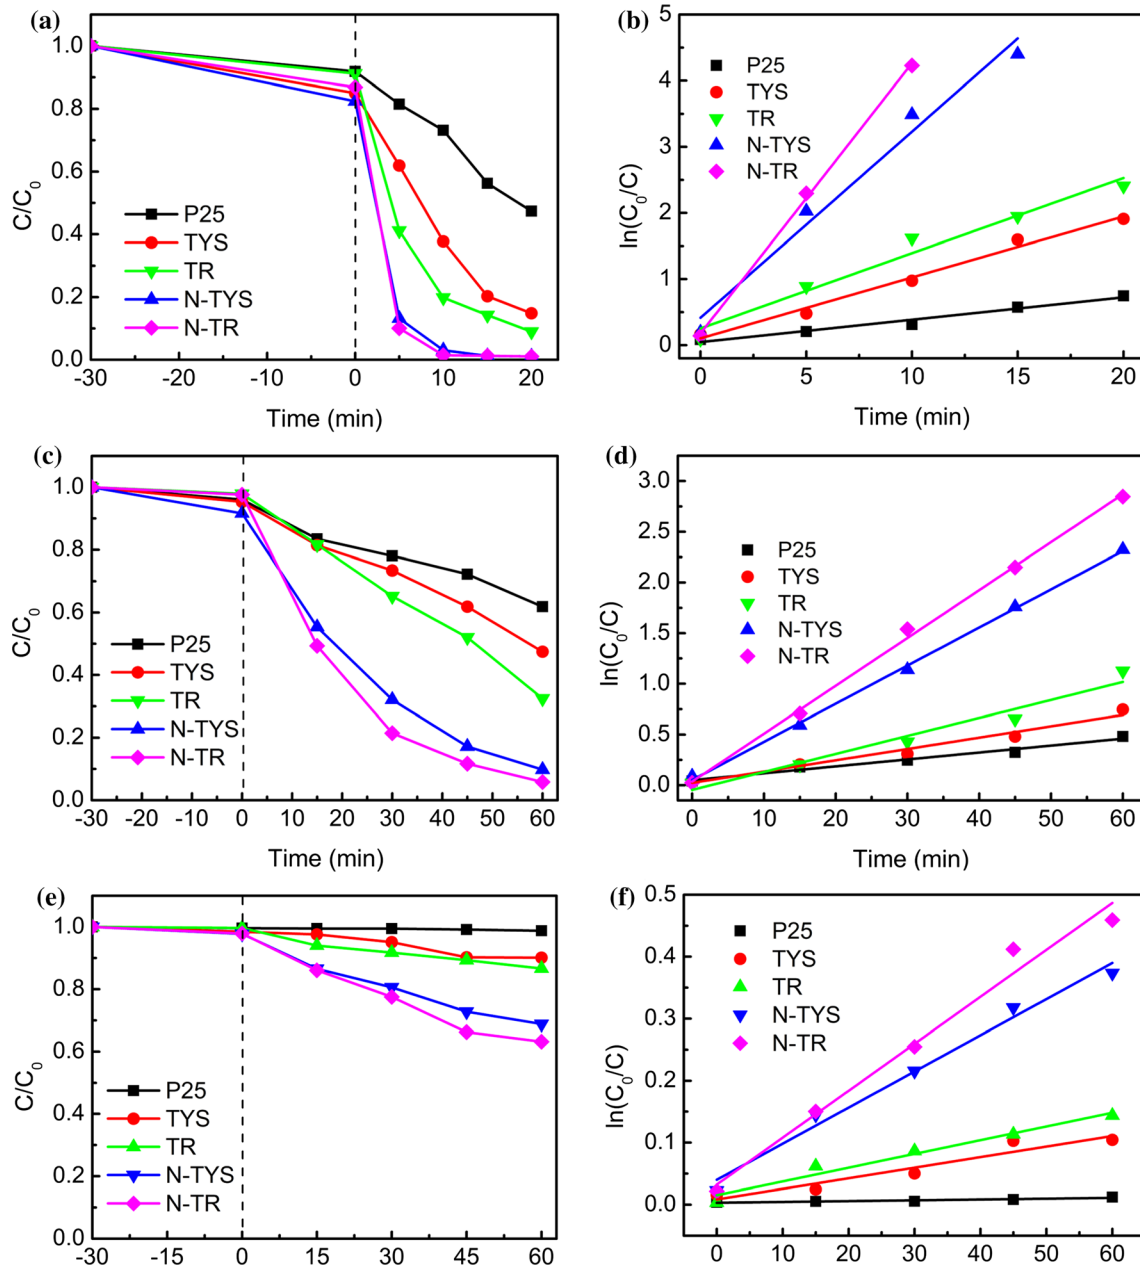 (a)
1.0
0.8
0.6
0.4
0.2
0.0
C/C0
P25
TYS
TR
N-TYS
N-TR
-30 -20 -10 0 10 20
Time (min)
(b)
5
4
3
2
1
0
ln(C0/C)
P25
TYS
TR
N-TYS
N-TR
0 5 10 15 20
Time (min)
(c)
1.0
0.8
0.6
0.4
0.2
0.0
C/C0
P25
TYS
TR
N-TYS
N-TR
-30 -20 -10 0 10 20 30 40 50 60
Time (min)
(d)
3.0
2.5
2.0
1.5
1.0
0.5
0.0
ln(C0/C)
P25
TYS
TR
N-TYS
N-TR
0 10 20 30 40 50 60
Time (min)
(e)
1.0
0.8
0.6
0.4
0.2
0.0
C/C0
P25
TYS
TR
N-TYS
N-TR
-30 -15 0 15 30 45 60
(f)
0.5
0.4
0.3
0.2
0.1
0.0
ln(C0/C)
P25
TYS
TR
N-TYS
N-TR
0 10 20 30 40 50 60